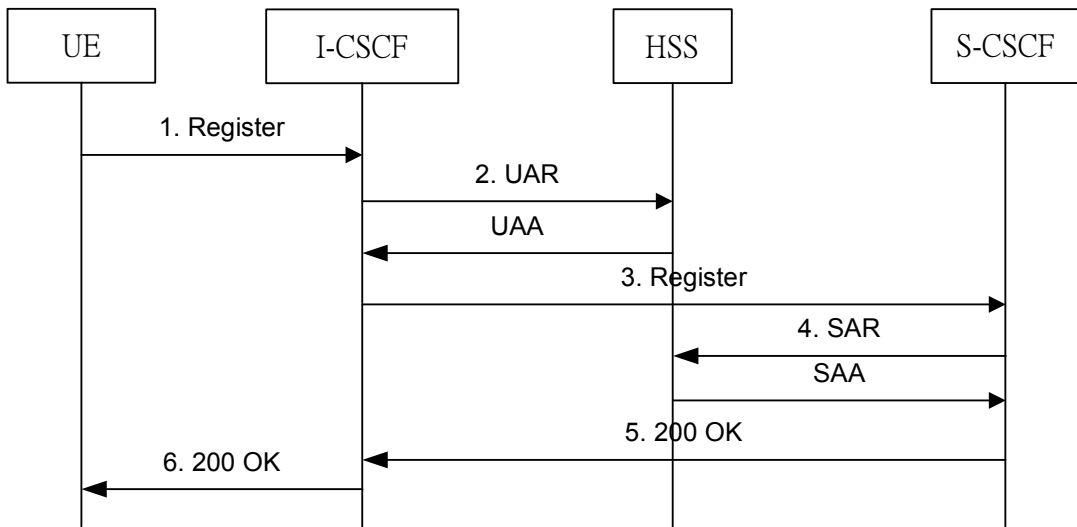 UE
I-CSCF
HSS
S-CSCF
1. Register
2. UAR
UAA
3. Register
4. SAR
SAA
5. 200 OK
6. 200 OK